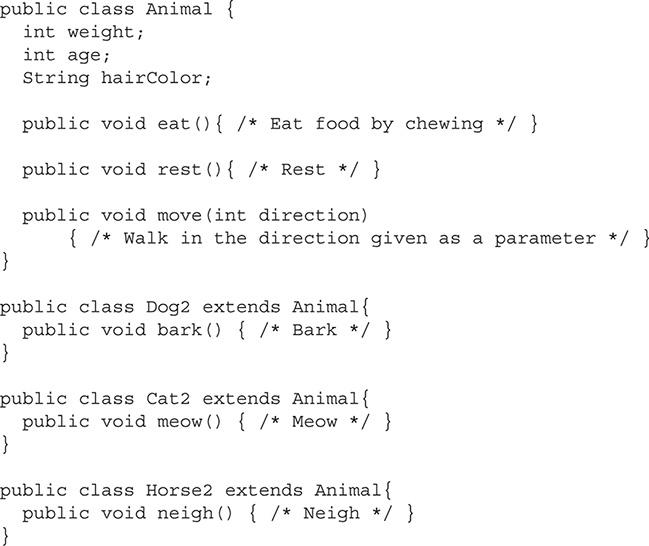 public class Animal {
  int weight;
  int age;
  String hairColor;

  public void eat(){ /* Eat food by chewing */ }

  public void rest(){ /* Rest */ }

  public void move(int direction)
      { /* Walk in the direction given as a parameter */ }
}

public class Dog2 extends Animal{
  public void bark() { /* Bark */ }
}

public class Cat2 extends Animal{
  public void meow() { /* Meow */ }
}

public class Horse2 extends Animal{
  public void neigh() { /* Neigh */ }
}